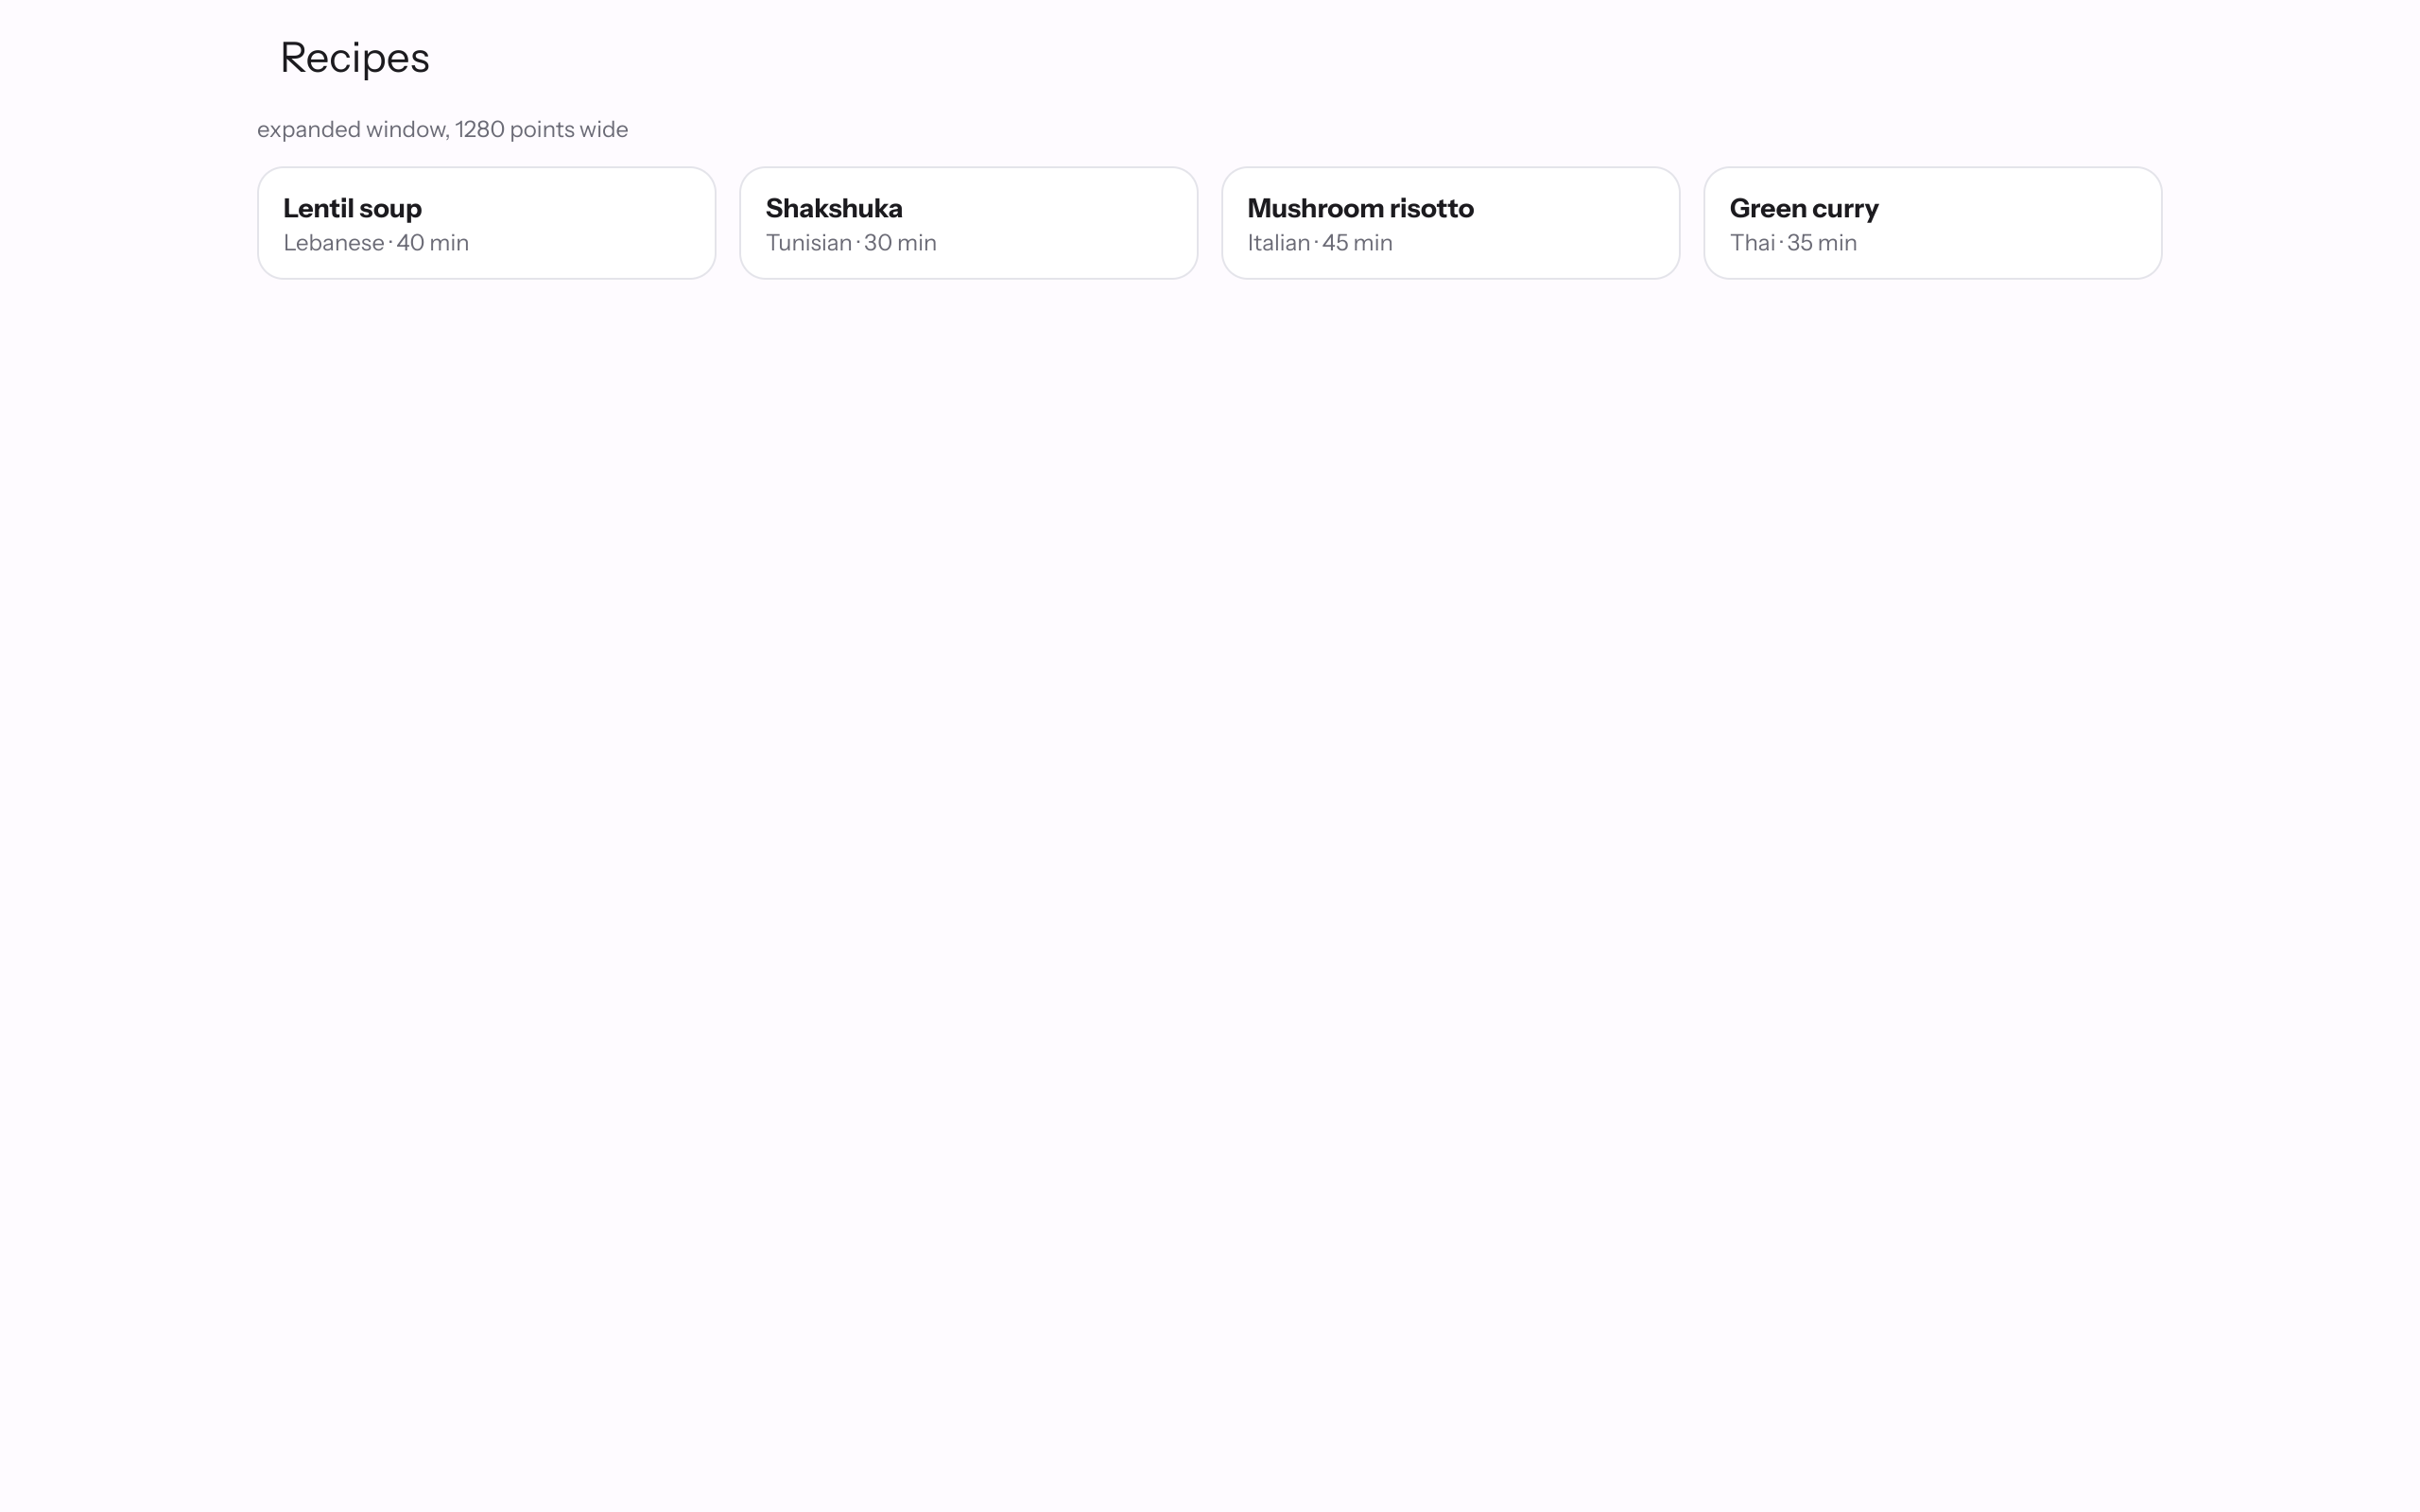 Recipes
expanded window, 1280 points wide
Lentil soup
Lebanese · 40 min
Shakshuka
Tunisian · 30 min
Mushroom risotto
Italian · 45 min
Green curry
Thai · 35 min